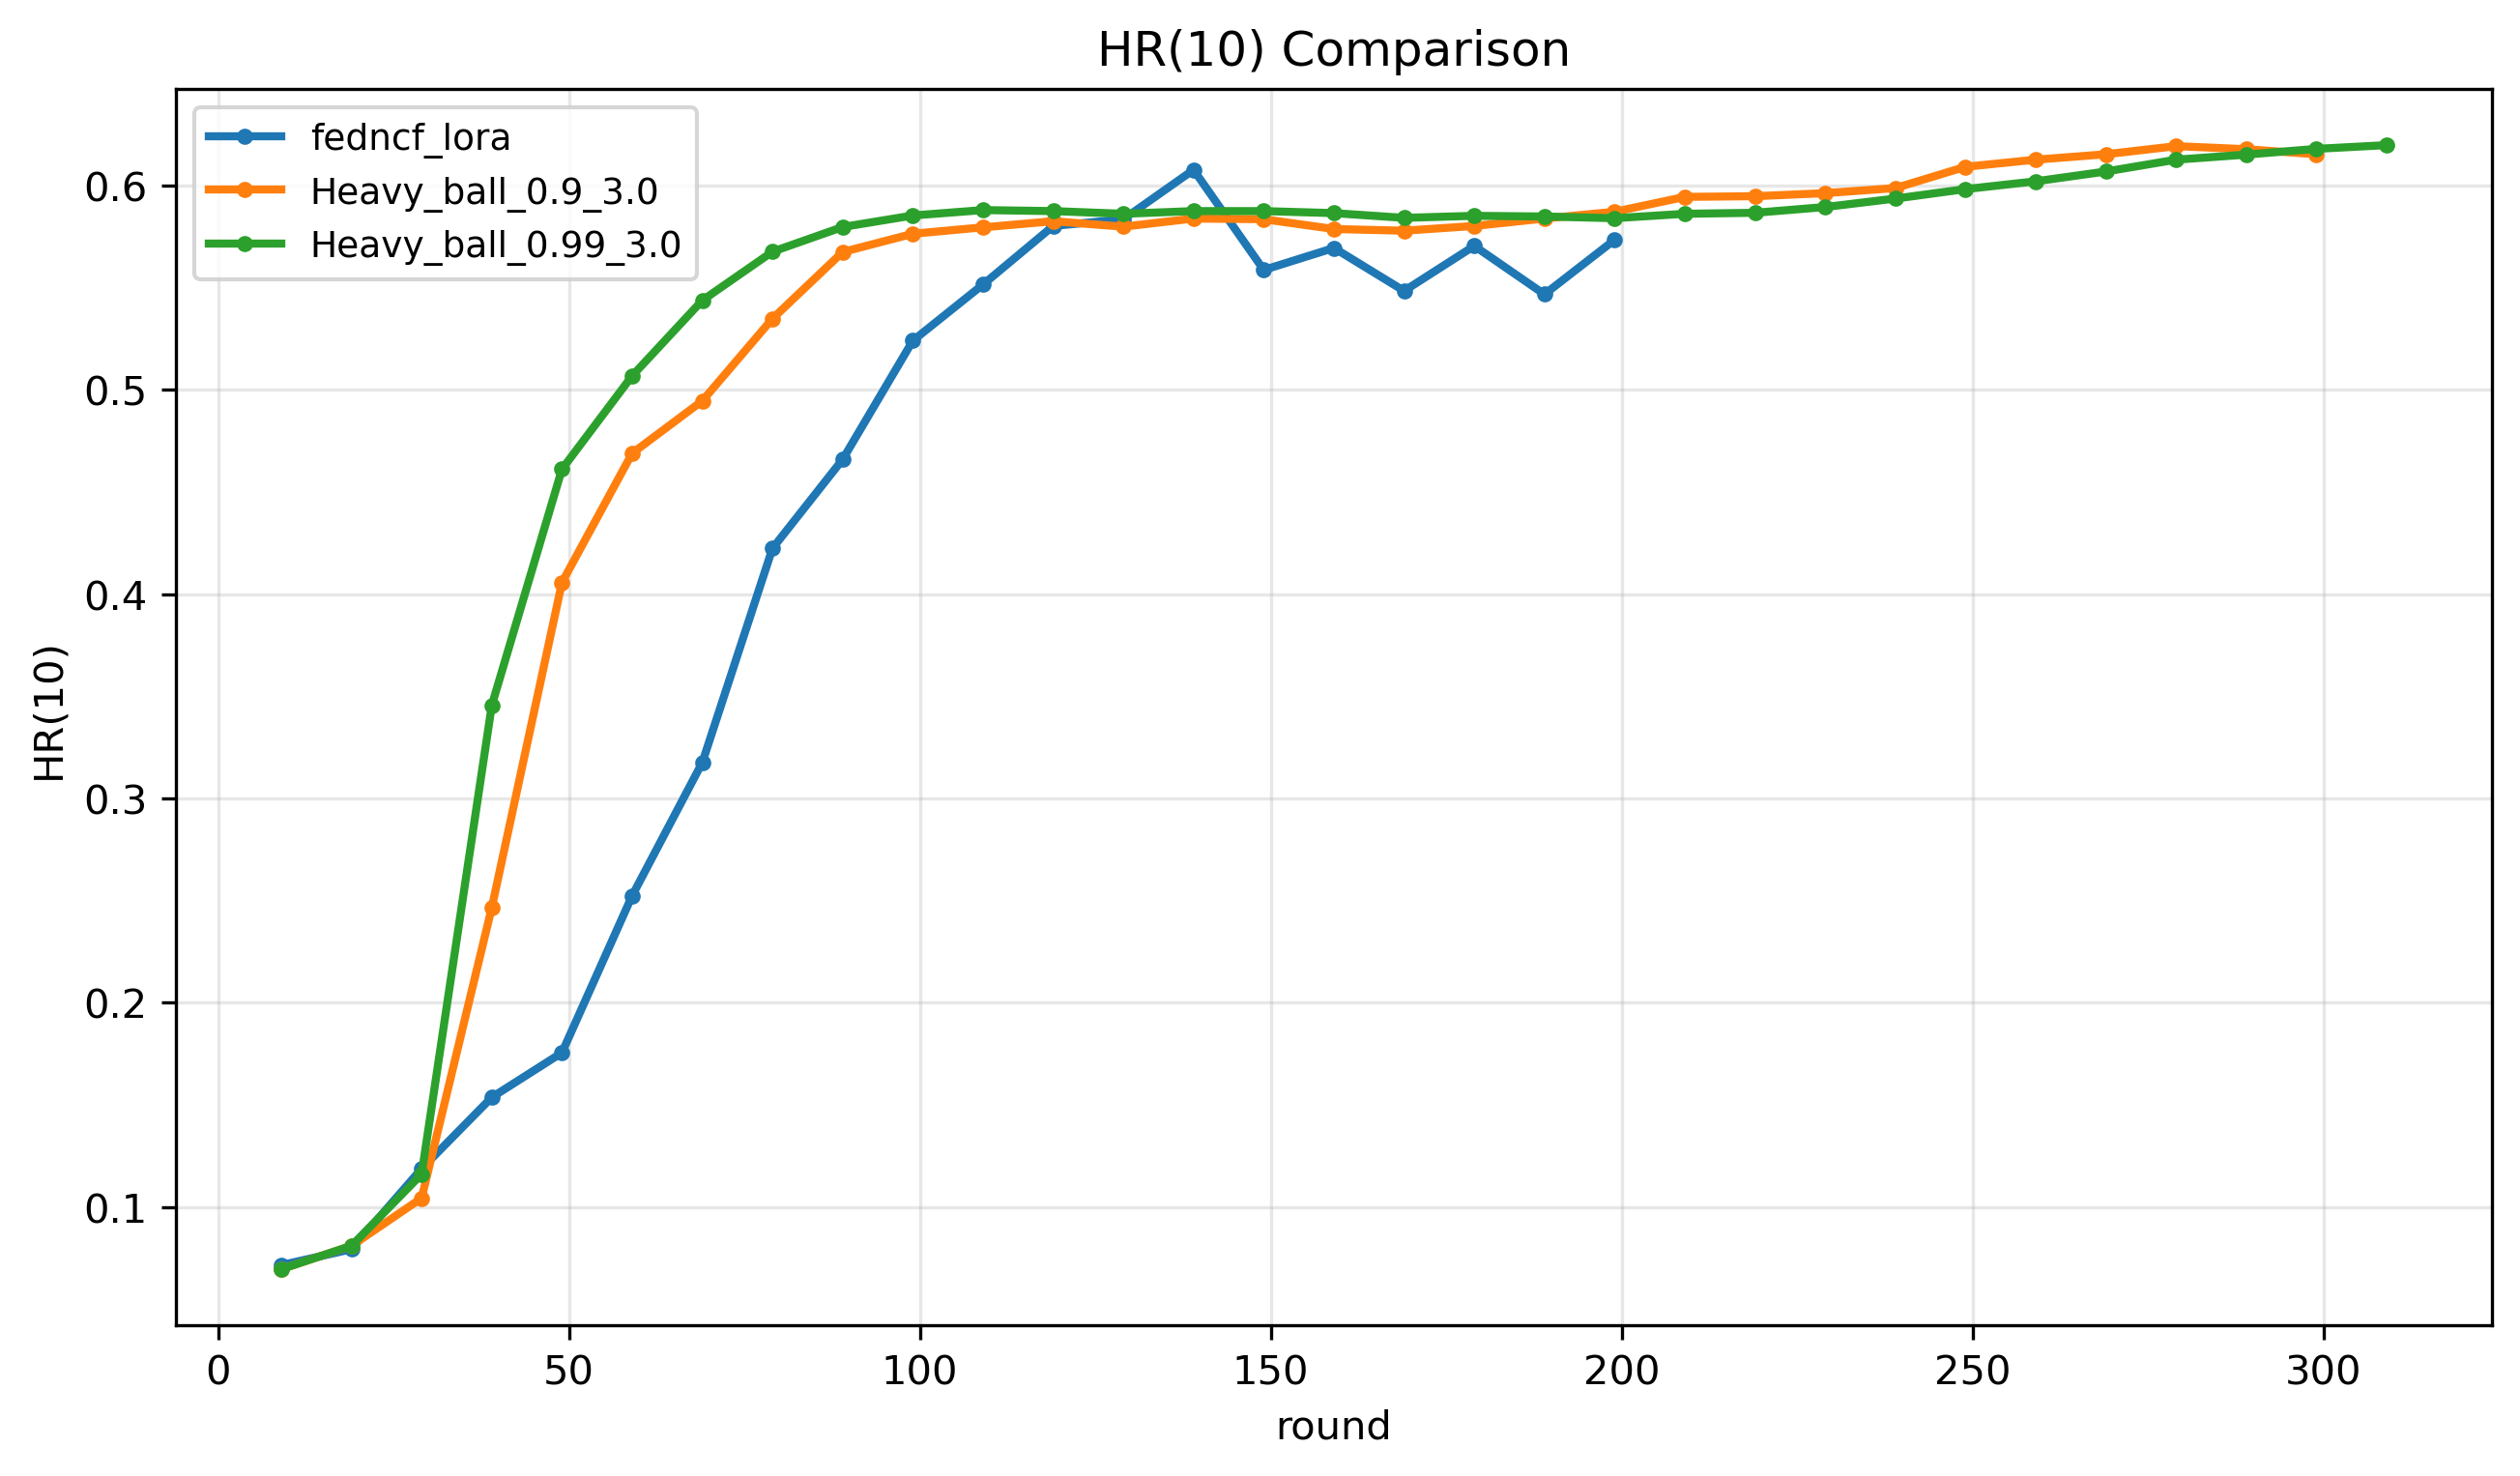 HR(10) Comparison
fedncf_lora
Heavy_ball_0.9_3.0
Heavy_ball_0.99_3.0
HR(10)
0.6
0.5
0.4
0.3
0.2
0.1
0 50 100 150 200 250 300
round